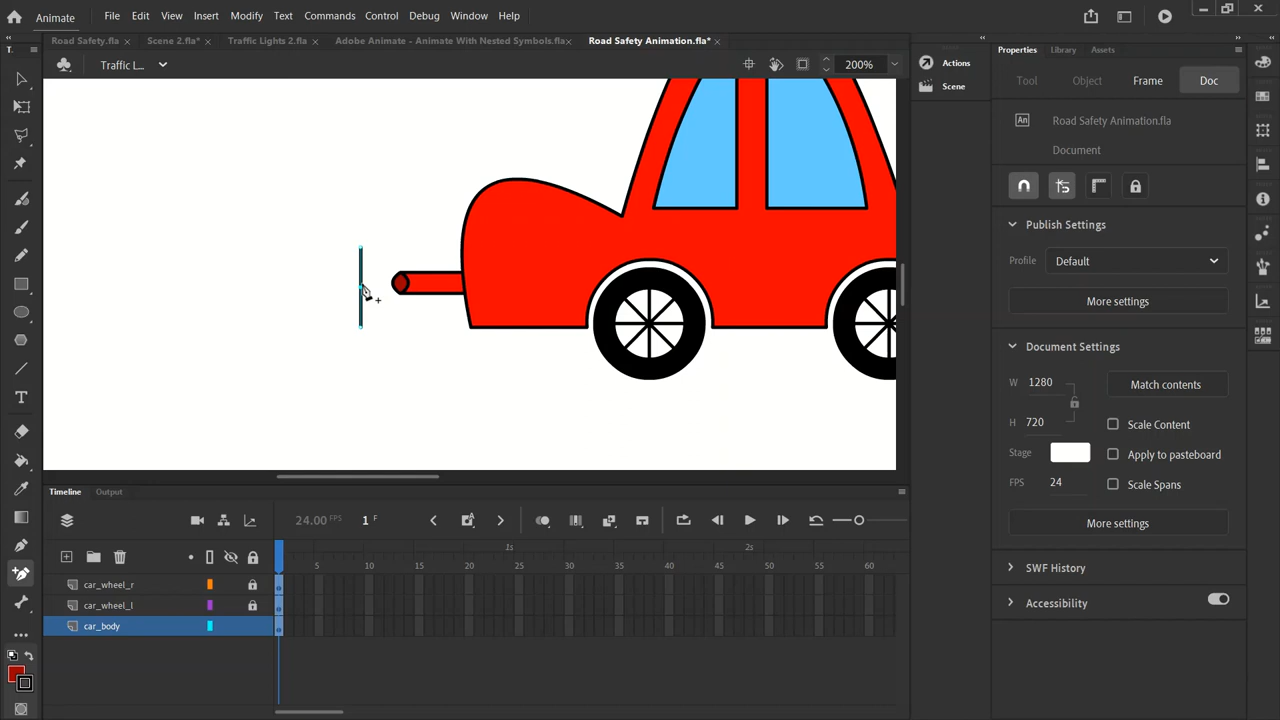 Animate File Edit View Insert Modify Text Commands Control Debug Window Help
Road Safety.fla Scene 2.fla* Traffic Lights 2.fla Adobe Animate - Animate With Nested Symbols.fla* Road Safety Animation.fla*
Traffic l... 200%
Actions
Scene
Properties Library Assets
Tool Object Frame Doc
An Road Safety Animation.fla
Document
Publish Settings
Profile Default
More settings
Document Settings
W 1280 Match contents
H 720 Scale Content
Stage Apply to pasteboard
FPS 24 Scale Spans
More settings
SWF History
Accessibility
T.
T
Timeline Output
24.00 FPS 1 F
1s 2s
5 10 15 20 25 30 35 40 45 50 55 60
car_wheel_r
car_wheel_l
car_body